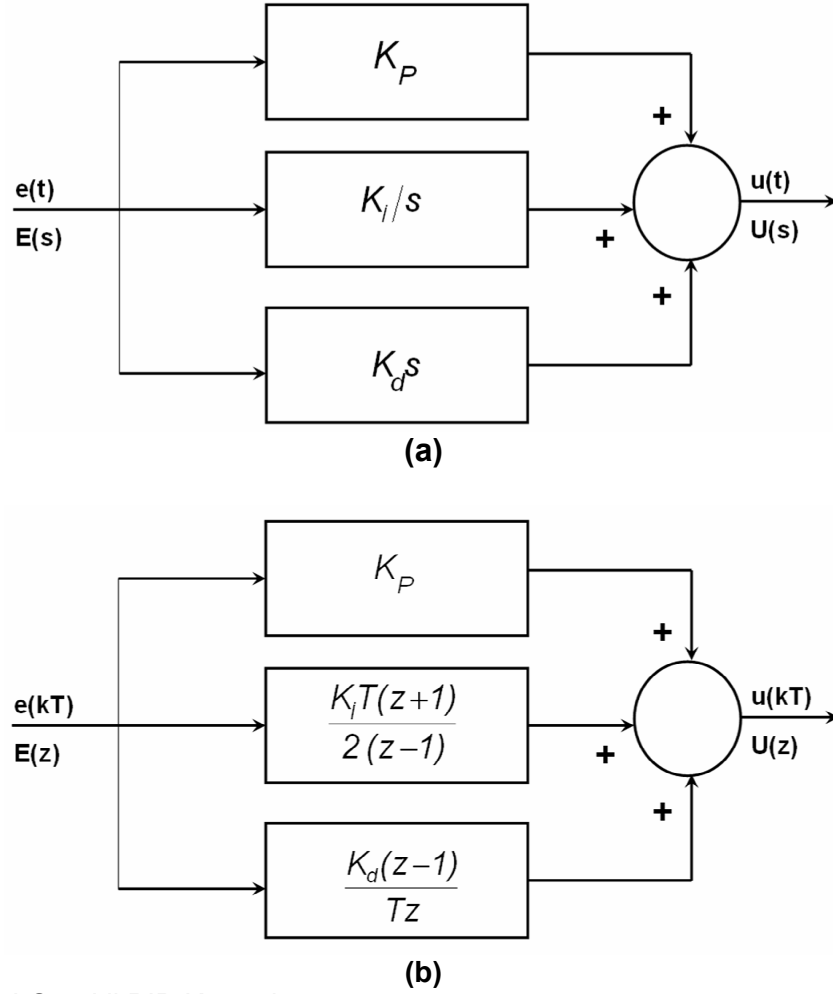 K_P
e(t)
E(s)
K_i/s
u(t)
U(s)
+
+
+
K_d s
(a)
K_P
e(kT)
E(z)
K_i T(z+1)
2(z−1)
u(kT)
U(z)
+
+
+
K_d(z−1)
Tz
(b)